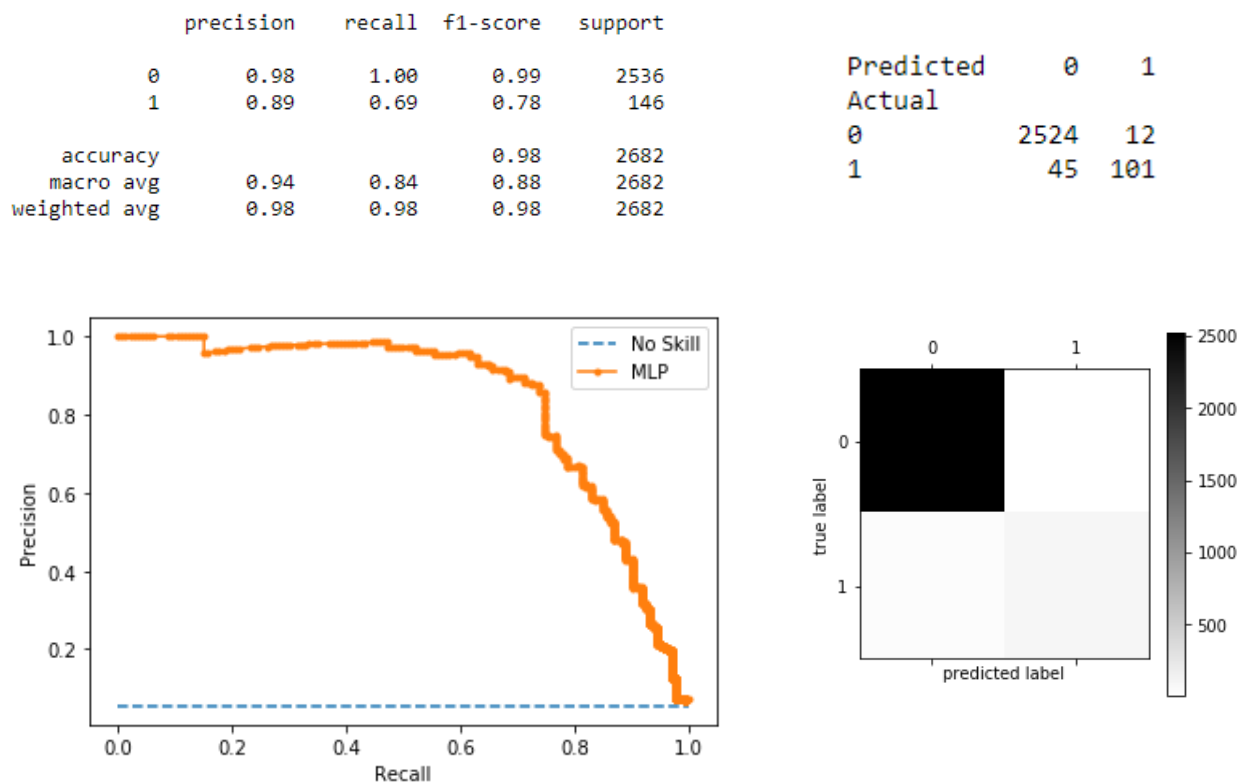 precision recall f1-score support
0 0.98 1.00 0.99 2536
1 0.89 0.69 0.78 146
accuracy 0.98 2682
macro avg 0.94 0.84 0.88 2682
weighted avg 0.98 0.98 0.98 2682
Predicted 0 1
Actual
0 2524 12
1 45 101
No Skill
MLP
1.0
0.8
0.6
0.4
0.2
Precision
0.0 0.2 0.4 0.6 0.8 1.0
Recall
0 1
0
1
true label
predicted label
2500
2000
1500
1000
500